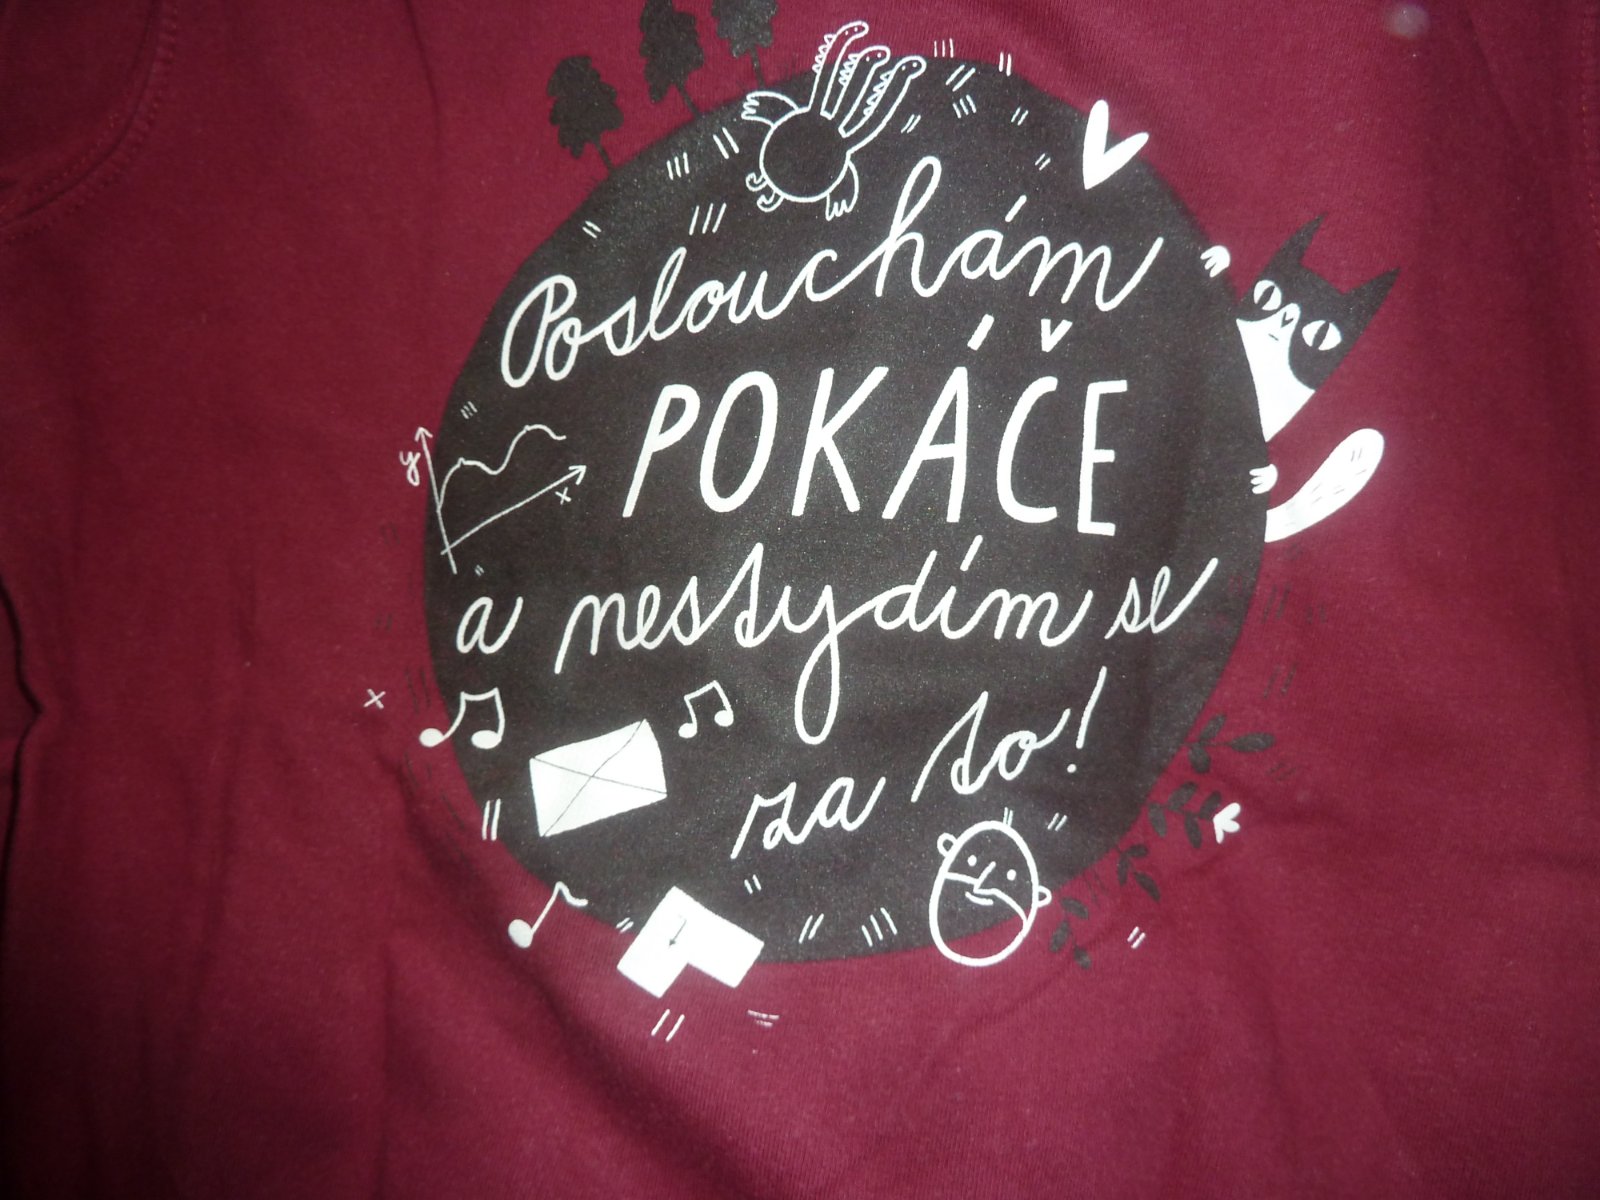 Poslouchám
POKÁČE
a nestydím se
za to!
y
x